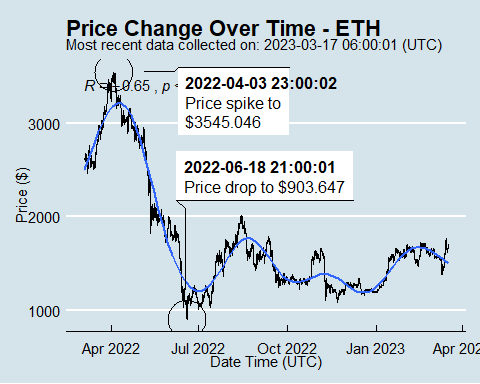 Price Change Over Time - ETH
Most recent data collected on: 2023-03-17 06:00:01 (UTC)
2022-04-03 23:00:02
Price spike to
$3545.046
0.65 , p <
3000
2022-06-18 21:00:01
Price drop to $903.647
Price ($)
2000
1000
Apr 2022
Jul 2022
Oct 2022
Jan 2023
Apr 202
Date Time (UTC)